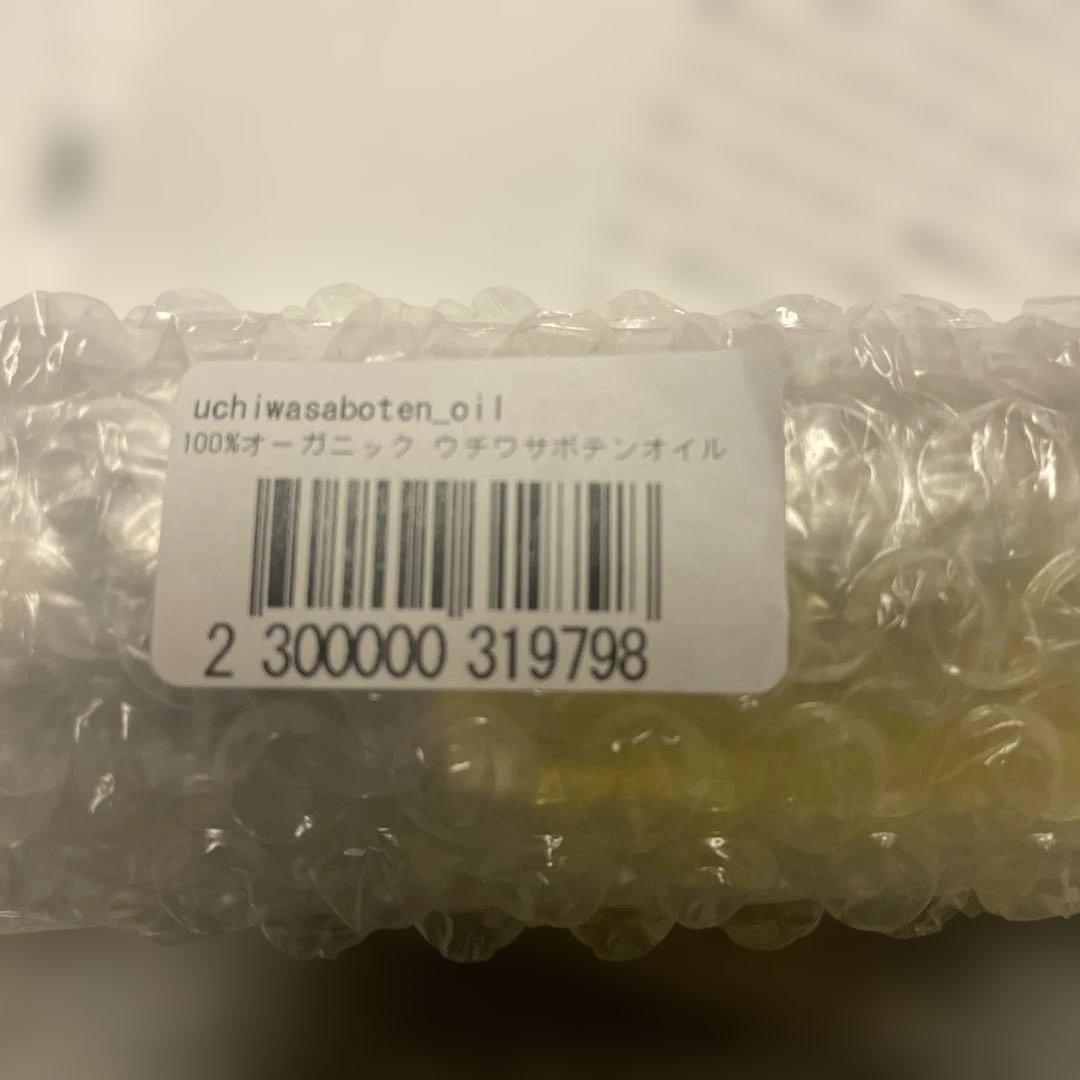 uchiwasaboten_oil
100%オーガニック ウチワサボテンオイル
2 300000 319798